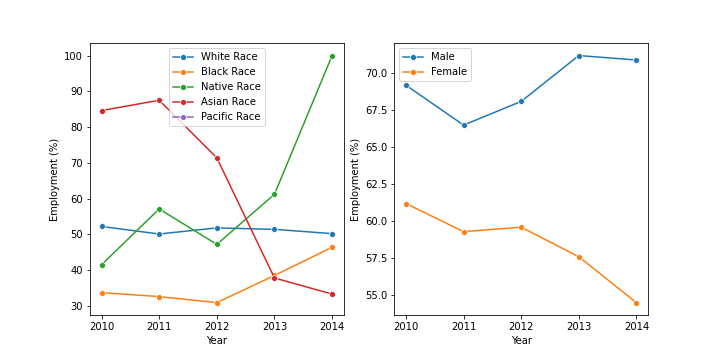 100
90
80
70
60
50
40
30
Employment (%)
2010 2011 2012 2013 2014
Year
White Race
Black Race
Native Race
Asian Race
Pacific Race
70.0
67.5
65.0
62.5
60.0
57.5
55.0
Employment (%)
2010 2011 2012 2013 2014
Year
Male
Female